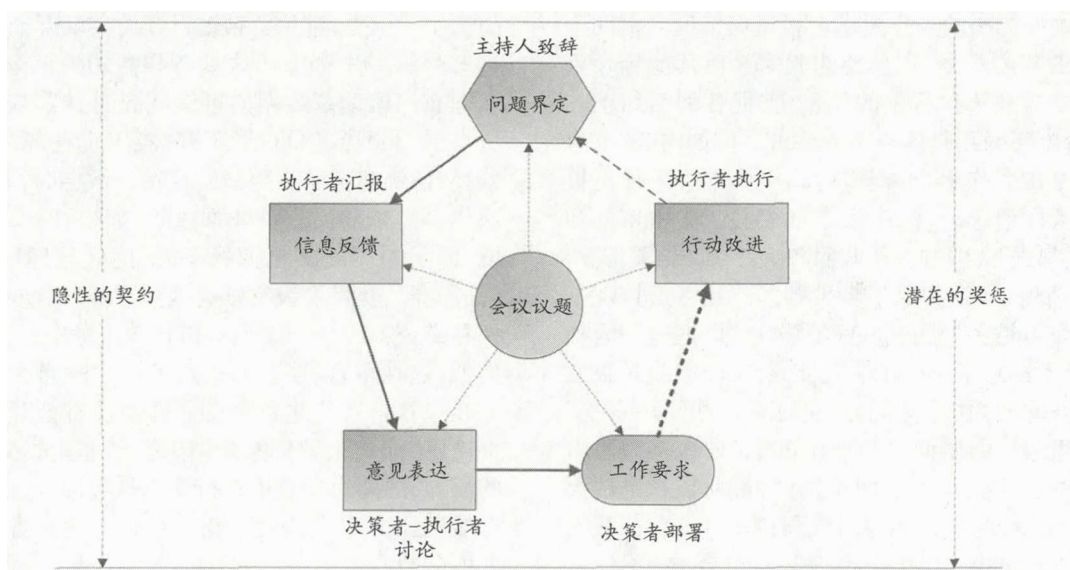 主持人致辞
问题界定
执行者汇报
信息反馈
执行者执行
行动改进
隐性的契约
会议议题
潜在的奖惩
意见表达
决策者-执行者
讨论
工作要求
决策者部署